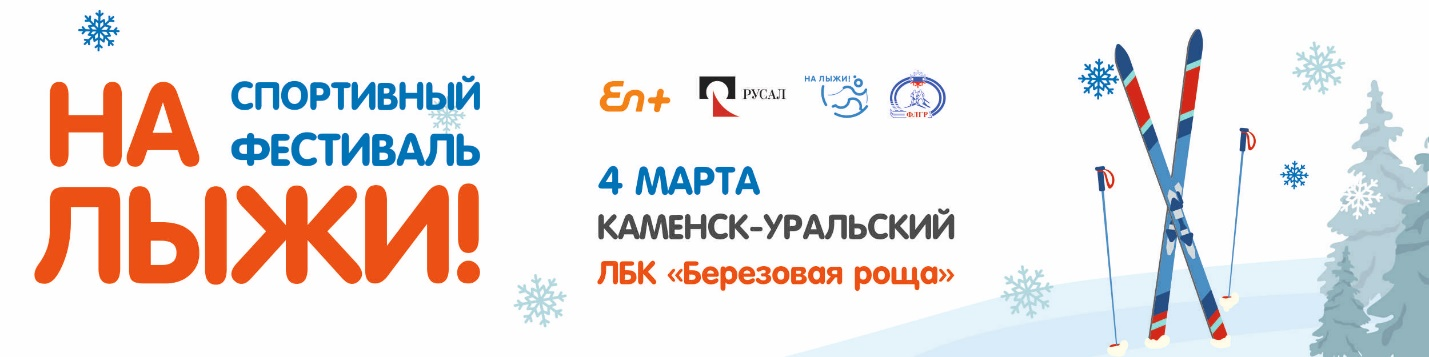 НА
ЛЫЖИ!
СПОРТИВНЫЙ
ФЕСТИВАЛЬ
En+
РУСАЛ
НА ЛЫЖИ!
ФЛГР
4 МАРТА
КАМЕНСК-УРАЛЬСКИЙ
ЛБК «Березовая роща»